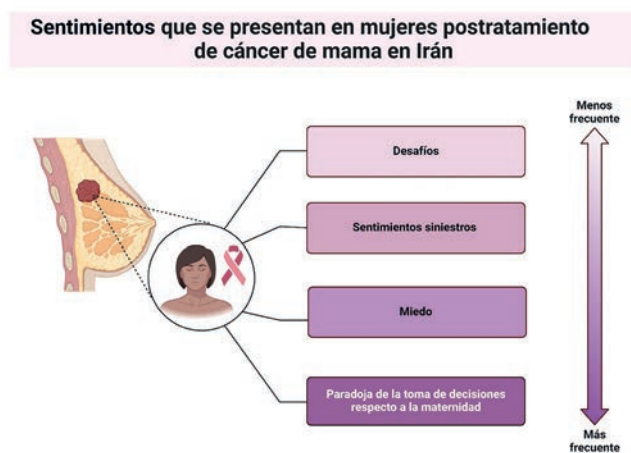 Sentimientos que se presentan en mujeres postratamiento
de cáncer de mama en Irán
Menos
frecuente
Desafíos
Sentimientos siniestros
Miedo
Paradoja de la toma de decisiones
respecto a la maternidad
Más
frecuente